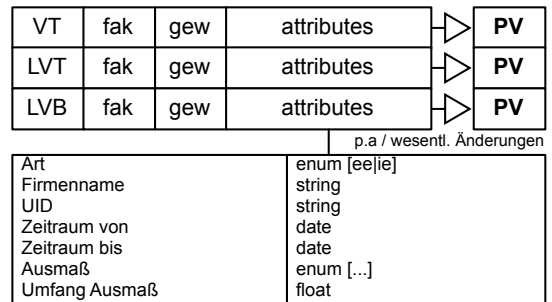 VT fak gew attributes PV
LVT fak gew attributes PV
LVB fak gew attributes PV
p.a / wesentl. Änderungen
Art enum [ee|ie]
Firmenname string
UID string
Zeitraum von date
Zeitraum bis date
Ausmaß enum [...]
Umfang Ausmaß float